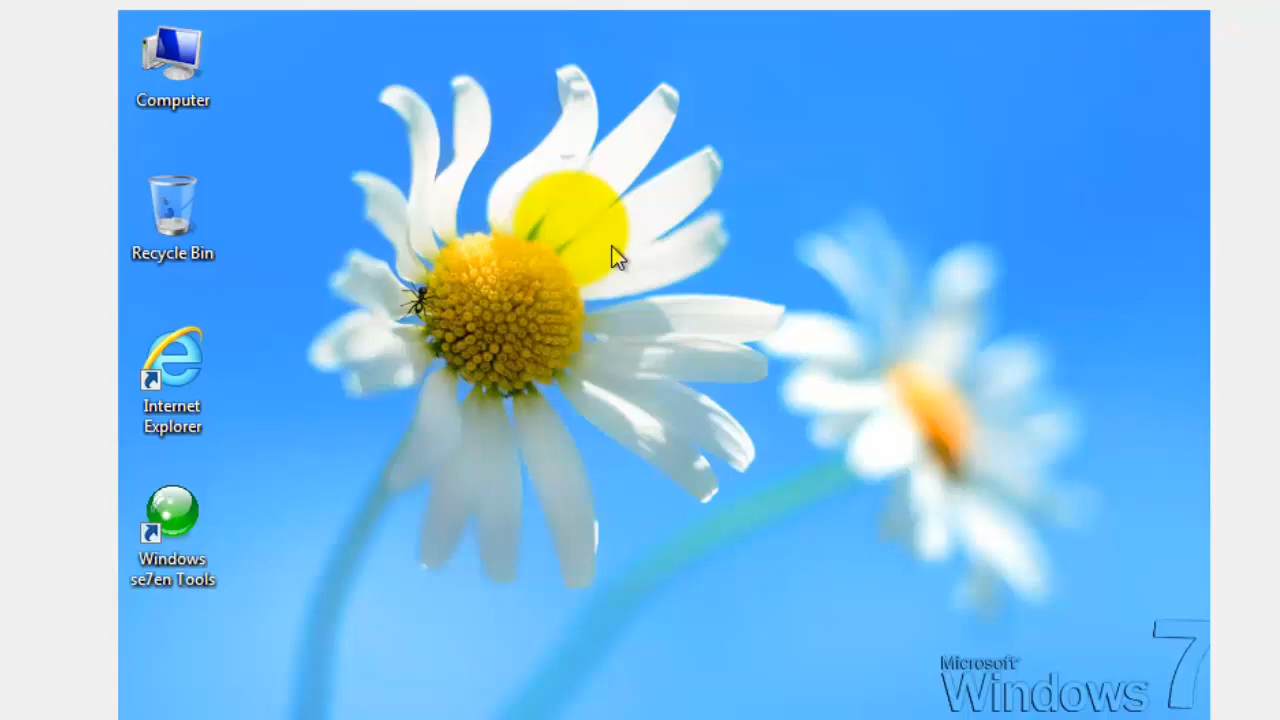 Computer
Recycle Bin
Internet
Explorer
Windows
se7en Tools
Microsoft
Windows 7